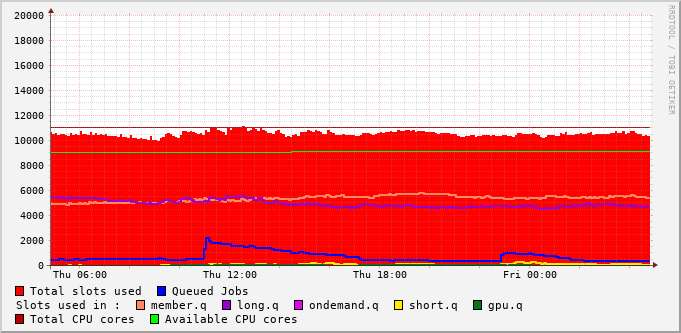 20000
18000
16000
14000
12000
10000
8000
6000
4000
2000
0
Thu 06:00 Thu 12:00 Thu 18:00 Fri 00:00
Total slots used Queued Jobs
Slots used in : member.q long.q ondemand.q short.q gpu.q
Total CPU cores Available CPU cores
RRDTOOL / TOBI OETIKER